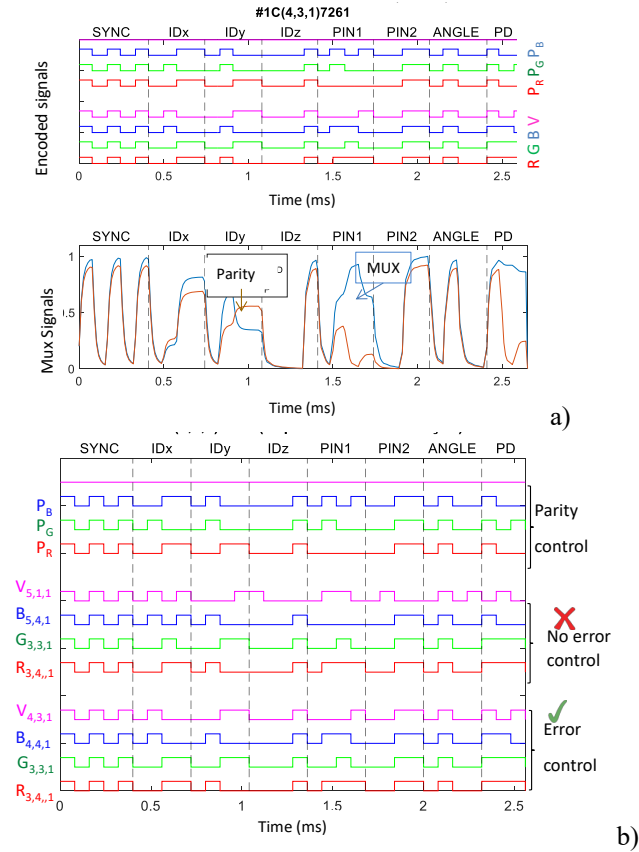 #1C(4,3,1)7261
SYNC IDx IDy IDz PIN1 PIN2 ANGLE PD
Encoded signals
R G B V P_R P_G P_B
0 0.5 1 1.5 2 2.5
Time (ms)
SYNC IDx IDy IDz PIN1 PIN2 ANGLE PD
Mux Signals
1
.5
0
Parity
MUX
0 0.5 1 1.5 2 2.5
Time (ms)
a)
SYNC IDx IDy IDz PIN1 PIN2 ANGLE PD
P_B
P_G
P_R
Parity
control
V_5,1,1
B_5,4,1
G_3,3,1
R_3,4,,1
No error
control
V_4,3,1
B_4,4,1
G_3,3,1
R_3,4,,1
Error
control
0 0.5 1 1.5 2 2.5
Time (ms)
b)